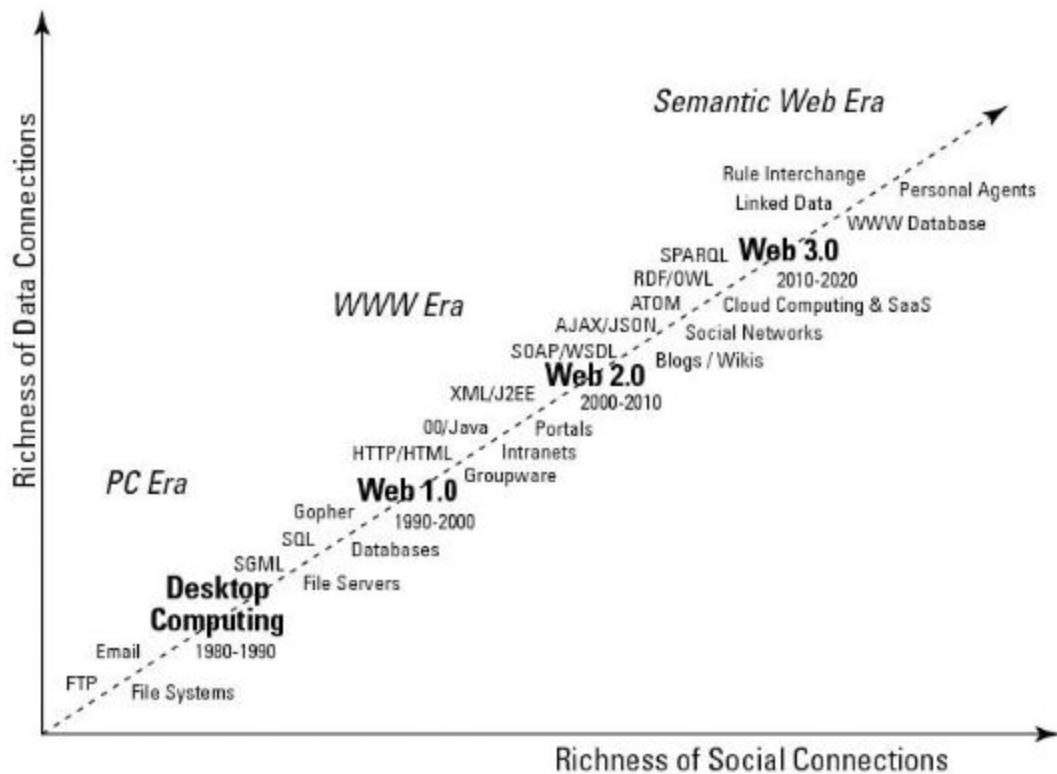 Richness of Data Connections
Semantic Web Era
Rule Interchange
Personal Agents
Linked Data
WWW Database
SPARQL
Web 3.0
RDF/OWL
2010-2020
WWW Era
ATOM
Cloud Computing & SaaS
AJAX/JSON
Social Networks
SOAP/WSDL
Blogs / Wikis
Web 2.0
XML/J2EE
2000-2010
OO/Java
Portals
HTTP/HTML
Intranets
PC Era
Groupware
Web 1.0
Gopher
1990-2000
SQL
Databases
SGML
File Servers
Desktop
Computing
Email
1980-1990
FTP
File Systems
Richness of Social Connections